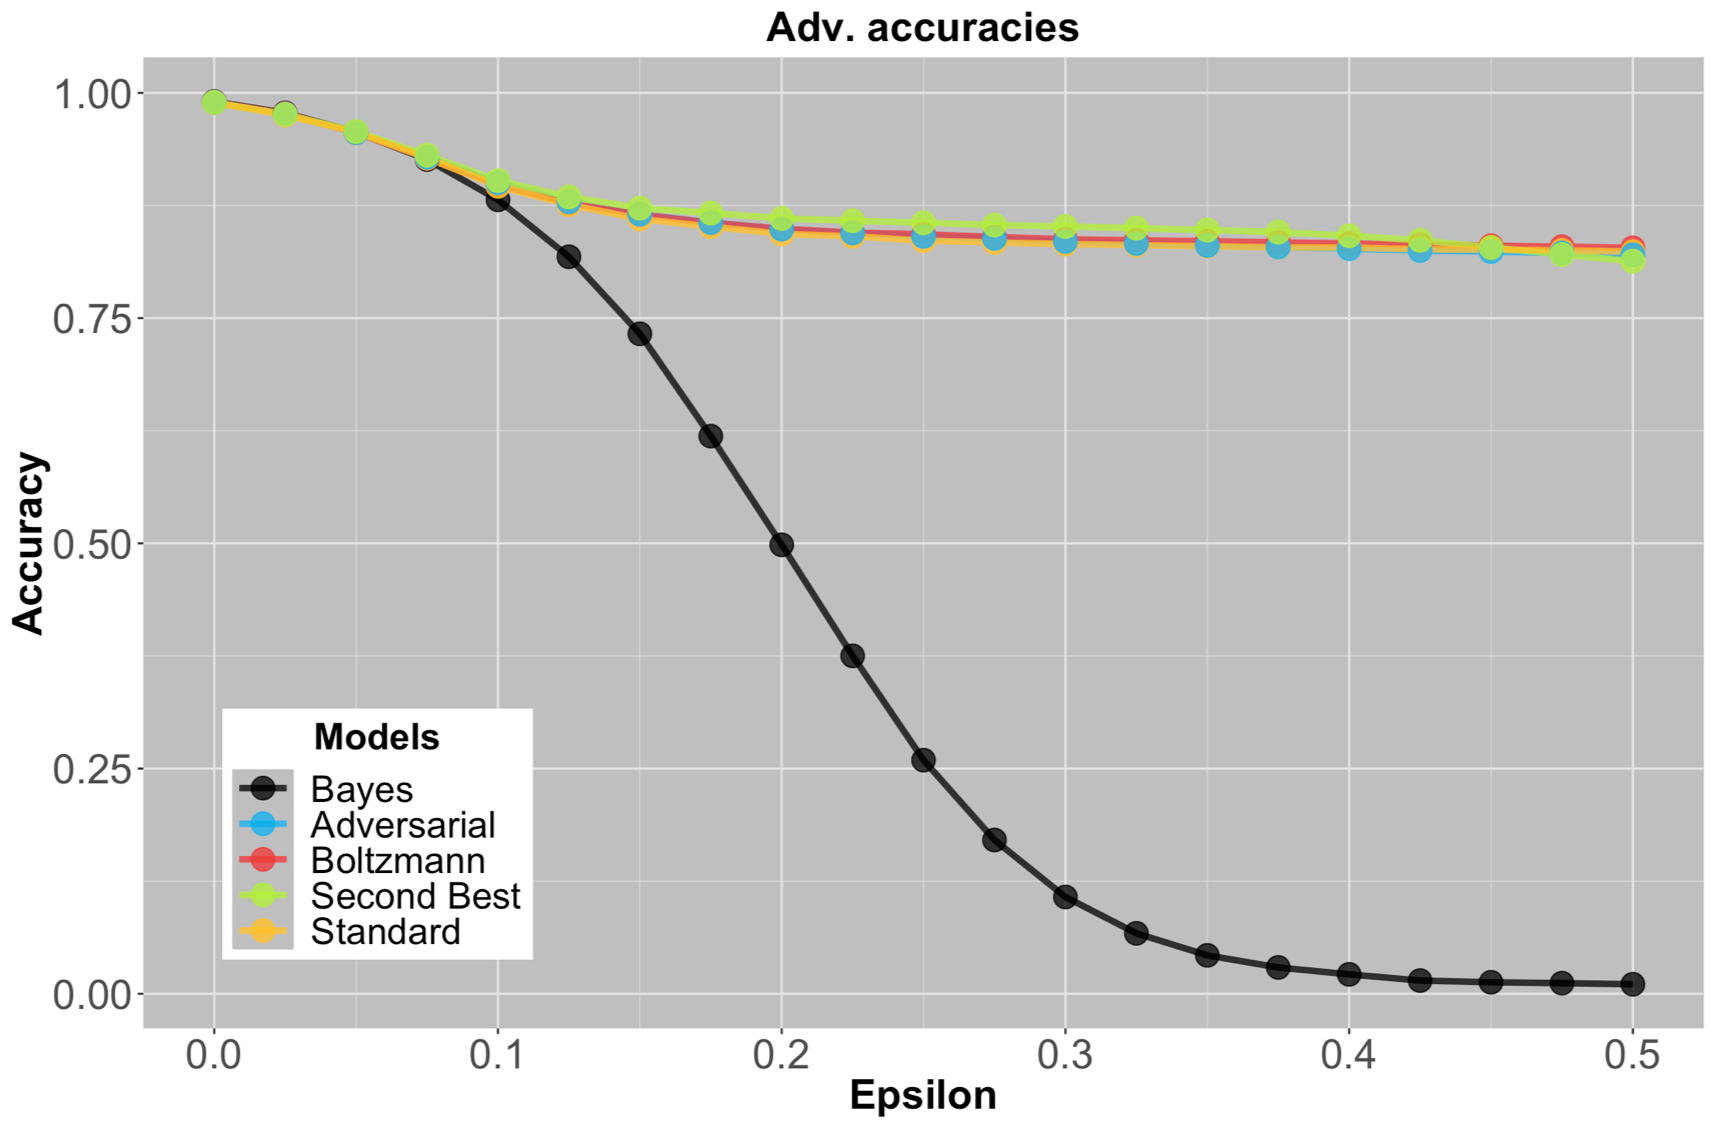 Adv. accuracies
Accuracy
1.00
0.75
0.50
0.25
0.00
Models
Bayes
Adversarial
Boltzmann
Second Best
Standard
0.0 0.1 0.2 0.3 0.4 0.5
Epsilon